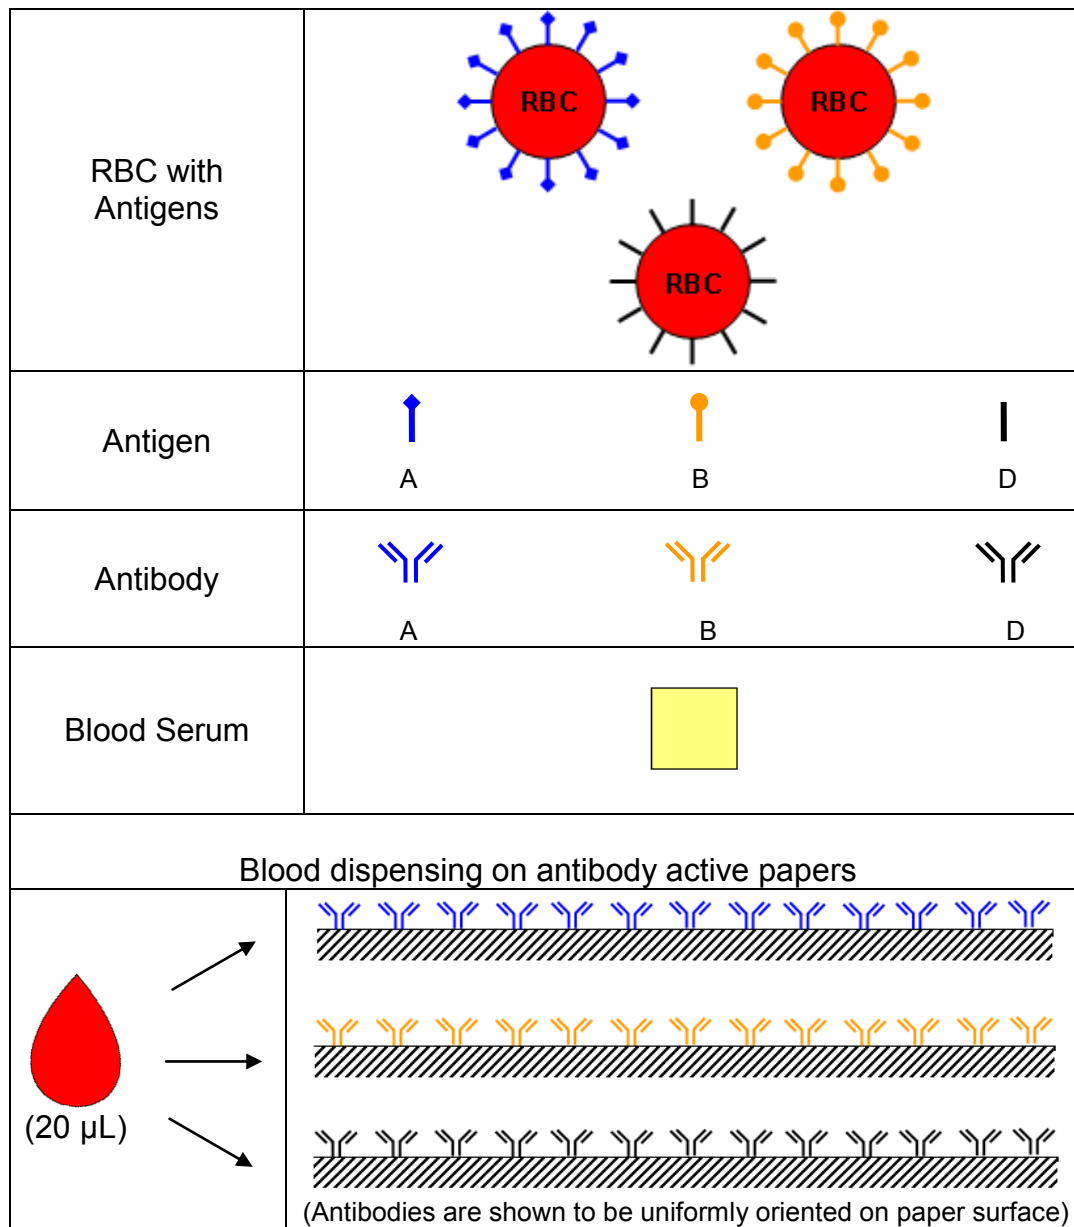 RBC with
Antigens
RBC
RBC
RBC
Antigen
A
B
D
Antibody
A
B
D
Blood Serum
Blood dispensing on antibody active papers
(20 µL)
(Antibodies are shown to be uniformly oriented on paper surface)